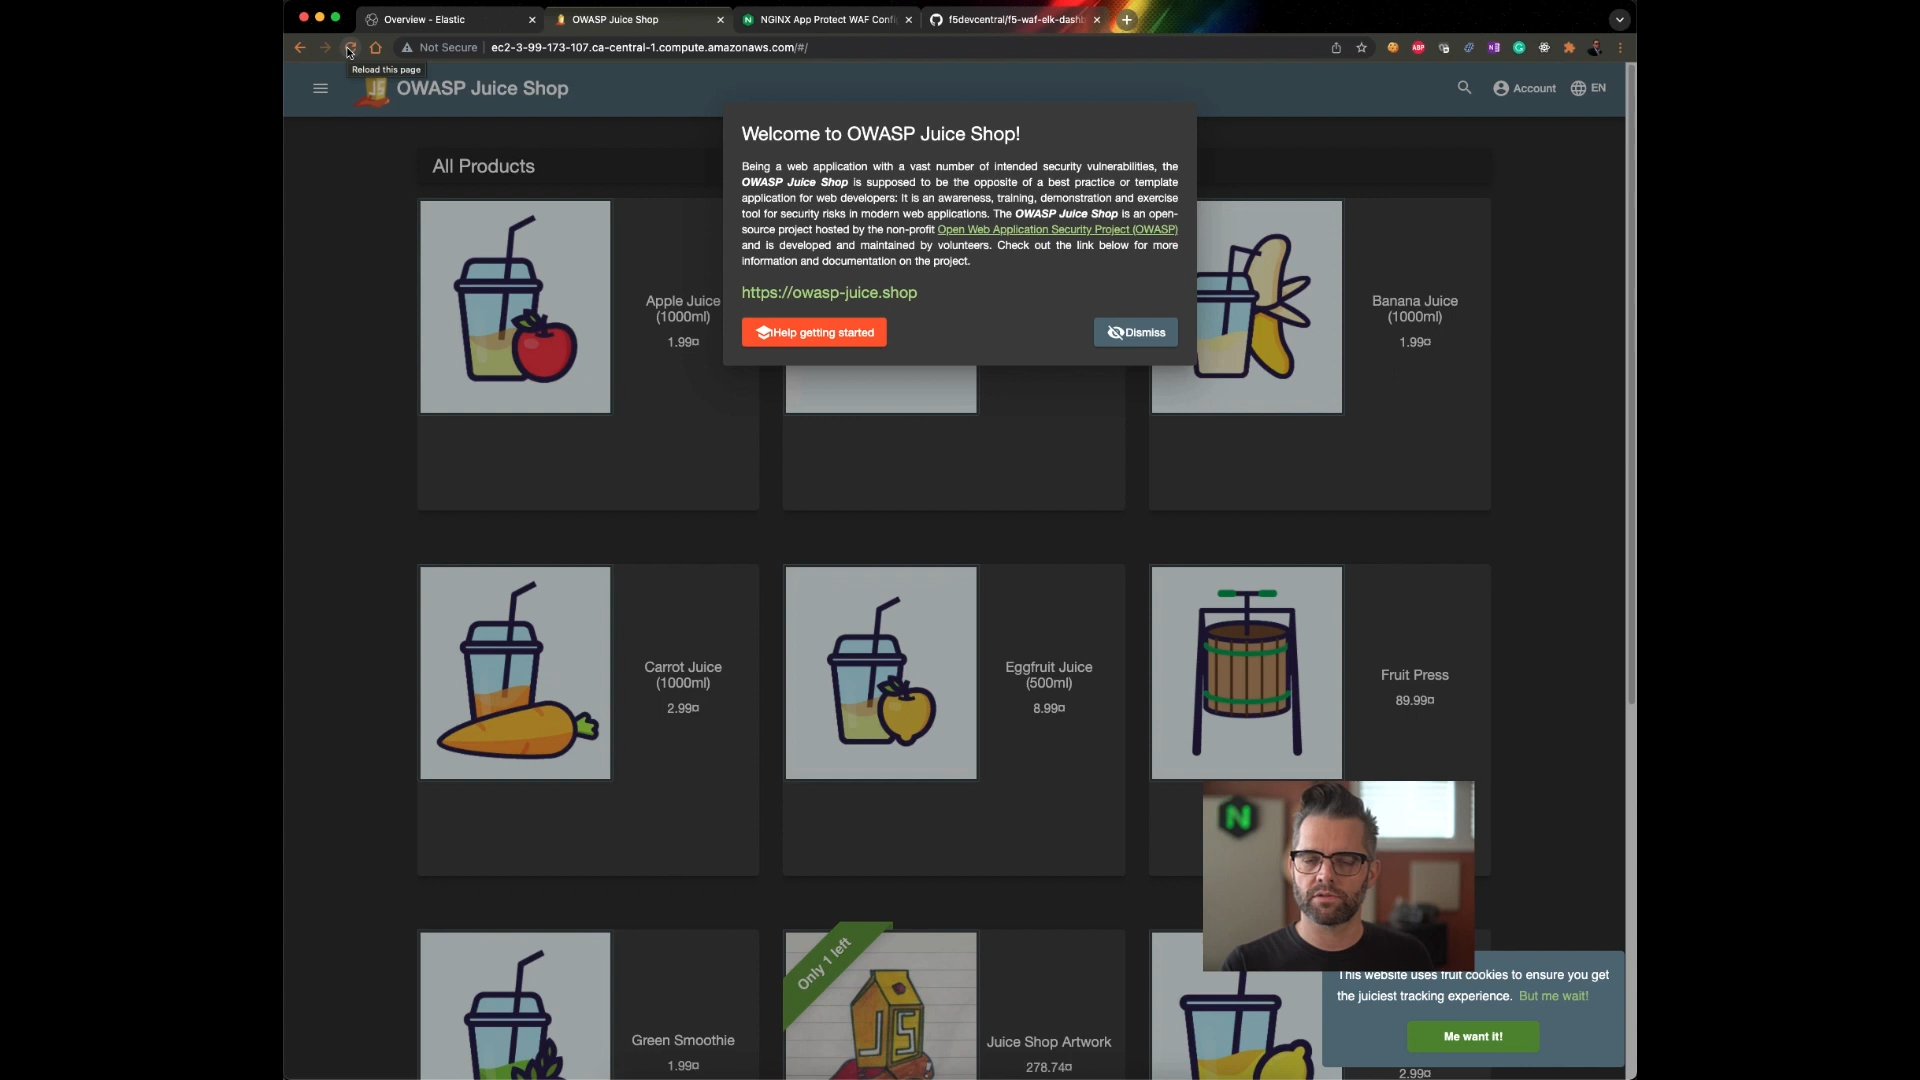 Overview - Elastic
OWASP Juice Shop
NGINX App Protect WAF Confi
f5devcentral/f5-waf-elk-dashb
Not Secure
ec2-3-99-173-107.ca-central-1.compute.amazonaws.com/#/
ABP
Reload this page
OWASP Juice Shop
Account
EN
All Products
Welcome to OWASP Juice Shop!
Being a web application with a vast number of intended security vulnerabilities, the
OWASP Juice Shop is supposed to be the opposite of a best practice or template
application for web developers: It is an awareness, training, demonstration and exercise
tool for security risks in modern web applications. The OWASP Juice Shop is an open-
source project hosted by the non-profit Open Web Application Security Project (OWASP)
and is developed and maintained by volunteers. Check out the link below for more
information and documentation on the project.
https://owasp-juice.shop
Help getting started
Dismiss
Apple Juice
(1000ml)
1.99¤
Banana Juice
(1000ml)
1.99¤
Carrot Juice
(1000ml)
2.99¤
Eggfruit Juice
(500ml)
8.99¤
Fruit Press
89.99¤
N
Green Smoothie
1.99¤
Only 1 left
JS
Juice Shop Artwork
278.74¤
2.99¤
This website uses fruit cookies to ensure you get
the juiciest tracking experience. But me wait!
Me want it!